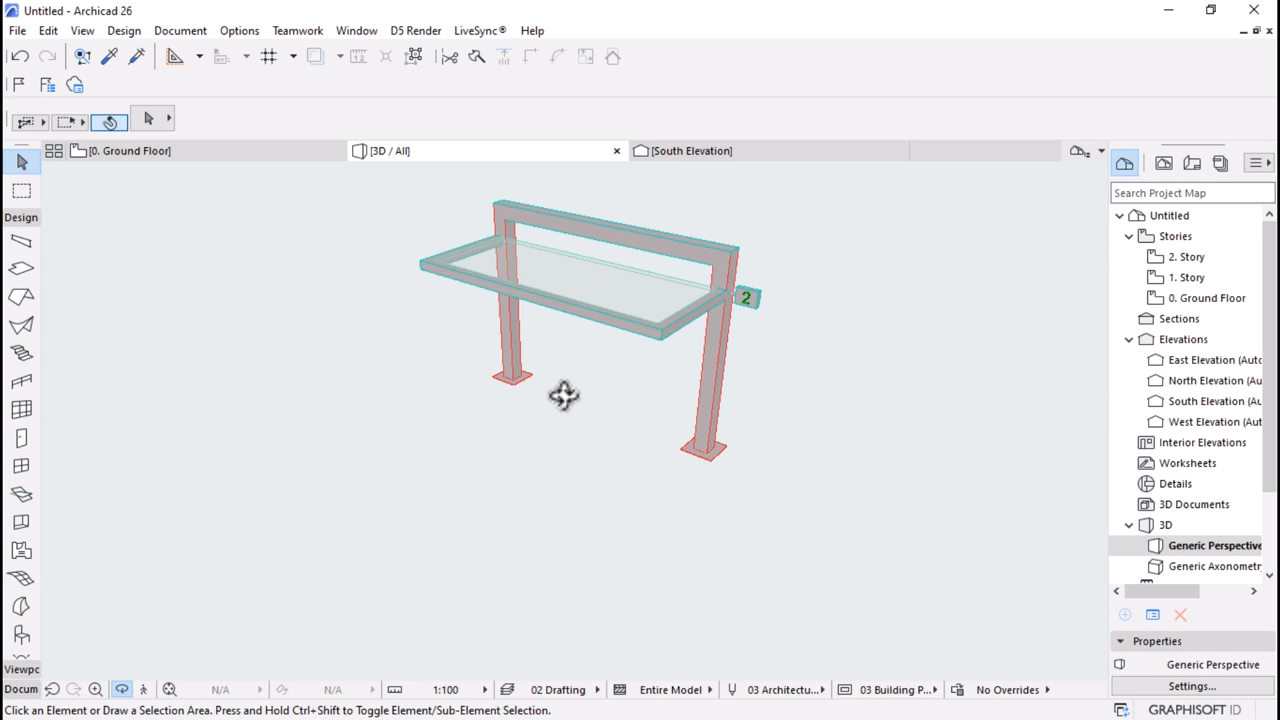 Untitled - Archicad 26
File Edit View Design Document Options Teamwork Window D5 Render LiveSync® Help
[0. Ground Floor] [3D / All] [South Elevation]
Design
Search Project Map
Untitled
Stories
2. Story
1. Story
0. Ground Floor
Sections
Elevations
East Elevation (Aut
North Elevation (Au
South Elevation (Au
West Elevation (Au
Interior Elevations
Worksheets
Details
3D Documents
3D
Generic Perspective
Generic Axonometr
2
Properties
Generic Perspective
Settings...
Viewpc
Docum N/A N/A 1:100 02 Drafting Entire Model 03 Architectu... 03 Building P... No Overrides
Click an Element or Draw a Selection Area. Press and Hold Ctrl+Shift to Toggle Element/Sub-Element Selection.
GRAPHISOFT ID